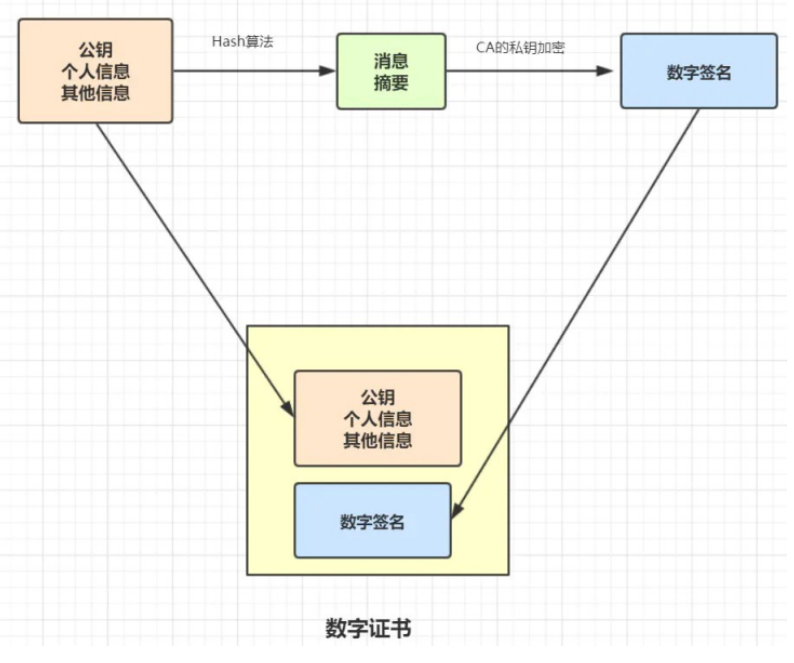 公钥
个人信息
其他信息
Hash算法
消息
摘要
CA的私钥加密
数字签名
公钥
个人信息
其他信息
数字签名
数字证书